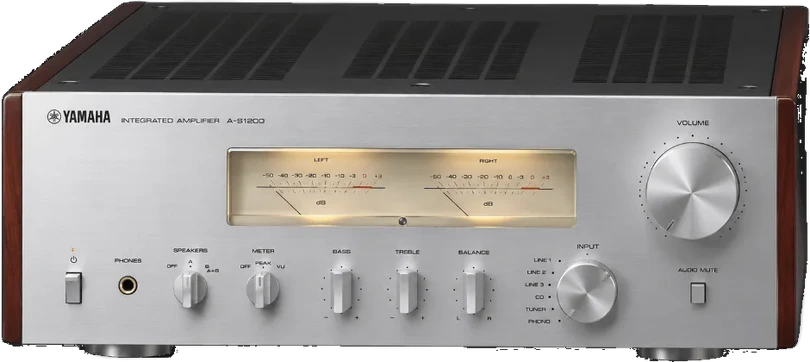 YAMAHA INTEGRATED AMPLIFIER A-S1200
VOLUME
LEFT RIGHT
-50 -40 -30 -20 -10 -3 0 +3 -50 -40 -30 -20 -10 -3 0 +3
dB dB
PHONES
SPEAKERS
OFF A B A+B
METER
OFF PEAK VU
BASS
- +
TREBLE
- +
BALANCE
L R
INPUT
LINE 1
LINE 2
LINE 3
CD
TUNER
PHONO
AUDIO MUTE